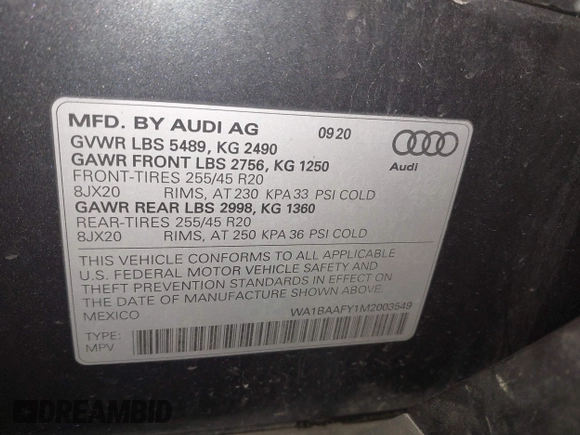 MFD. BY AUDI AG 0920
GVWR LBS 5489, KG 2490
GAWR FRONT LBS 2756, KG 1250
FRONT-TIRES 255/45 R20
8JX20 RIMS, AT 230 KPA 33 PSI COLD
GAWR REAR LBS 2998, KG 1360
REAR-TIRES 255/45 R20
8JX20 RIMS, AT 250 KPA 36 PSI COLD
Audi
THIS VEHICLE CONFORMS TO ALL APPLICABLE
U.S. FEDERAL MOTOR VEHICLE SAFETY AND
THEFT PREVENTION STANDARDS IN EFFECT ON
THE DATE OF MANUFACTURE SHOWN ABOVE.
MEXICO WA1BAAFY1M2003549
TYPE:
MPV
DREAMBID